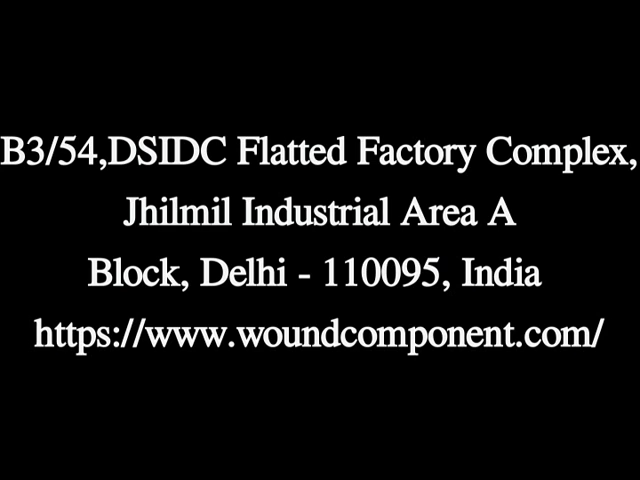 B3/54,DSIDC Flatted Factory Complex,
Jhilmil Industrial Area A
Block, Delhi - 110095, India
https://www.woundcomponent.com/